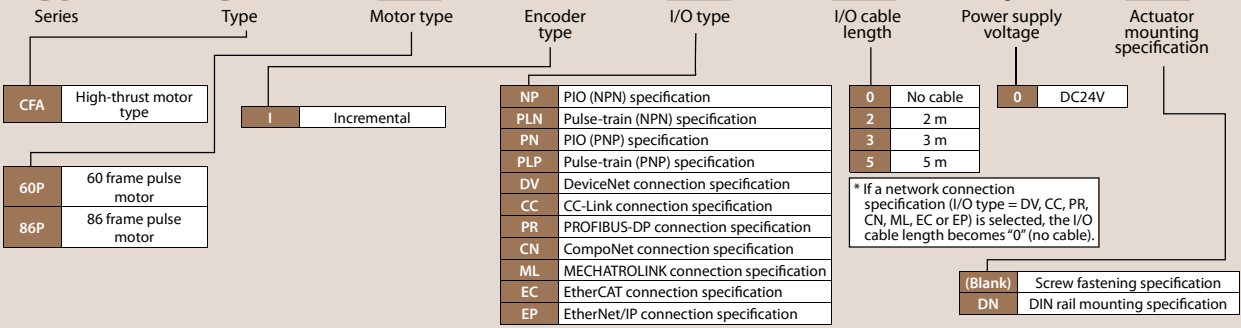 Series
Type
Motor type
Encoder
type
I/O type
I/O cable
length
Power supply
voltage
Actuator
mounting
specification
CFA
High-thrust motor
type
60P
60 frame pulse
motor
86P
86 frame pulse
motor
I Incremental
NP PIO (NPN) specification
PLN Pulse-train (NPN) specification
PN PIO (PNP) specification
PLP Pulse-train (PNP) specification
DV DeviceNet connection specification
CC CC-Link connection specification
PR PROFIBUS-DP connection specification
CN CompoNet connection specification
ML MECHATROLINK connection specification
EC EtherCAT connection specification
EP EtherNet/IP connection specification
0 No cable
2 2 m
3 3 m
5 5 m
* If a network connection
specification (I/O type = DV, CC, PR,
CN, ML, EC or EP) is selected, the I/O
cable length becomes "0" (no cable).
0 DC24V
(Blank) Screw fastening specification
DN DIN rail mounting specification